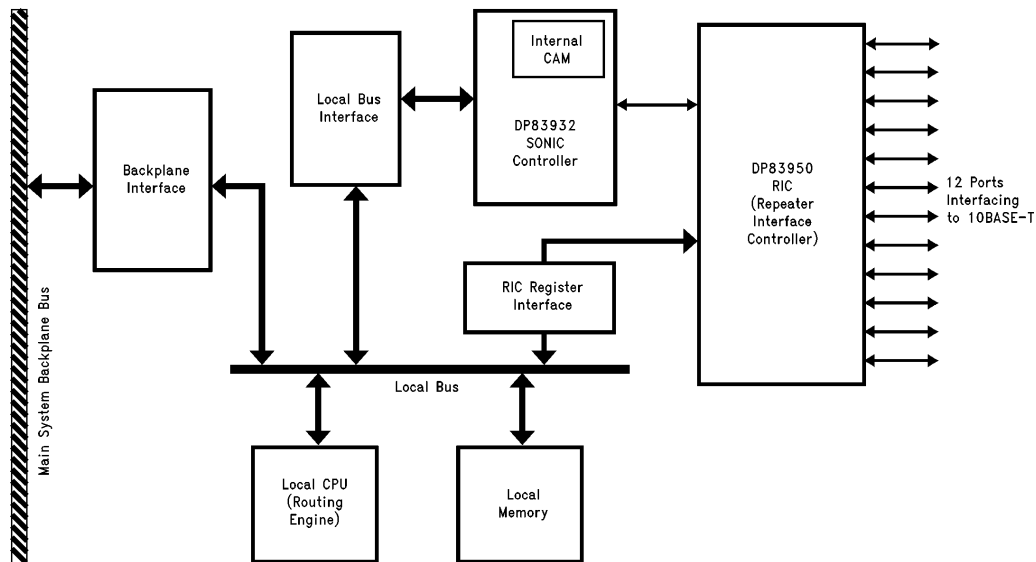 Internal
CAM
Local Bus
Interface
DP83932
SONIC
Controller
Backplane
Interface
DP83950
RIC
(Repeater
Interface
Controller)
12 Ports
Interfacing
to 10BASE-T
RIC Register
Interface
Main System Backplane Bus
Local Bus
Local CPU
(Routing
Engine)
Local
Memory